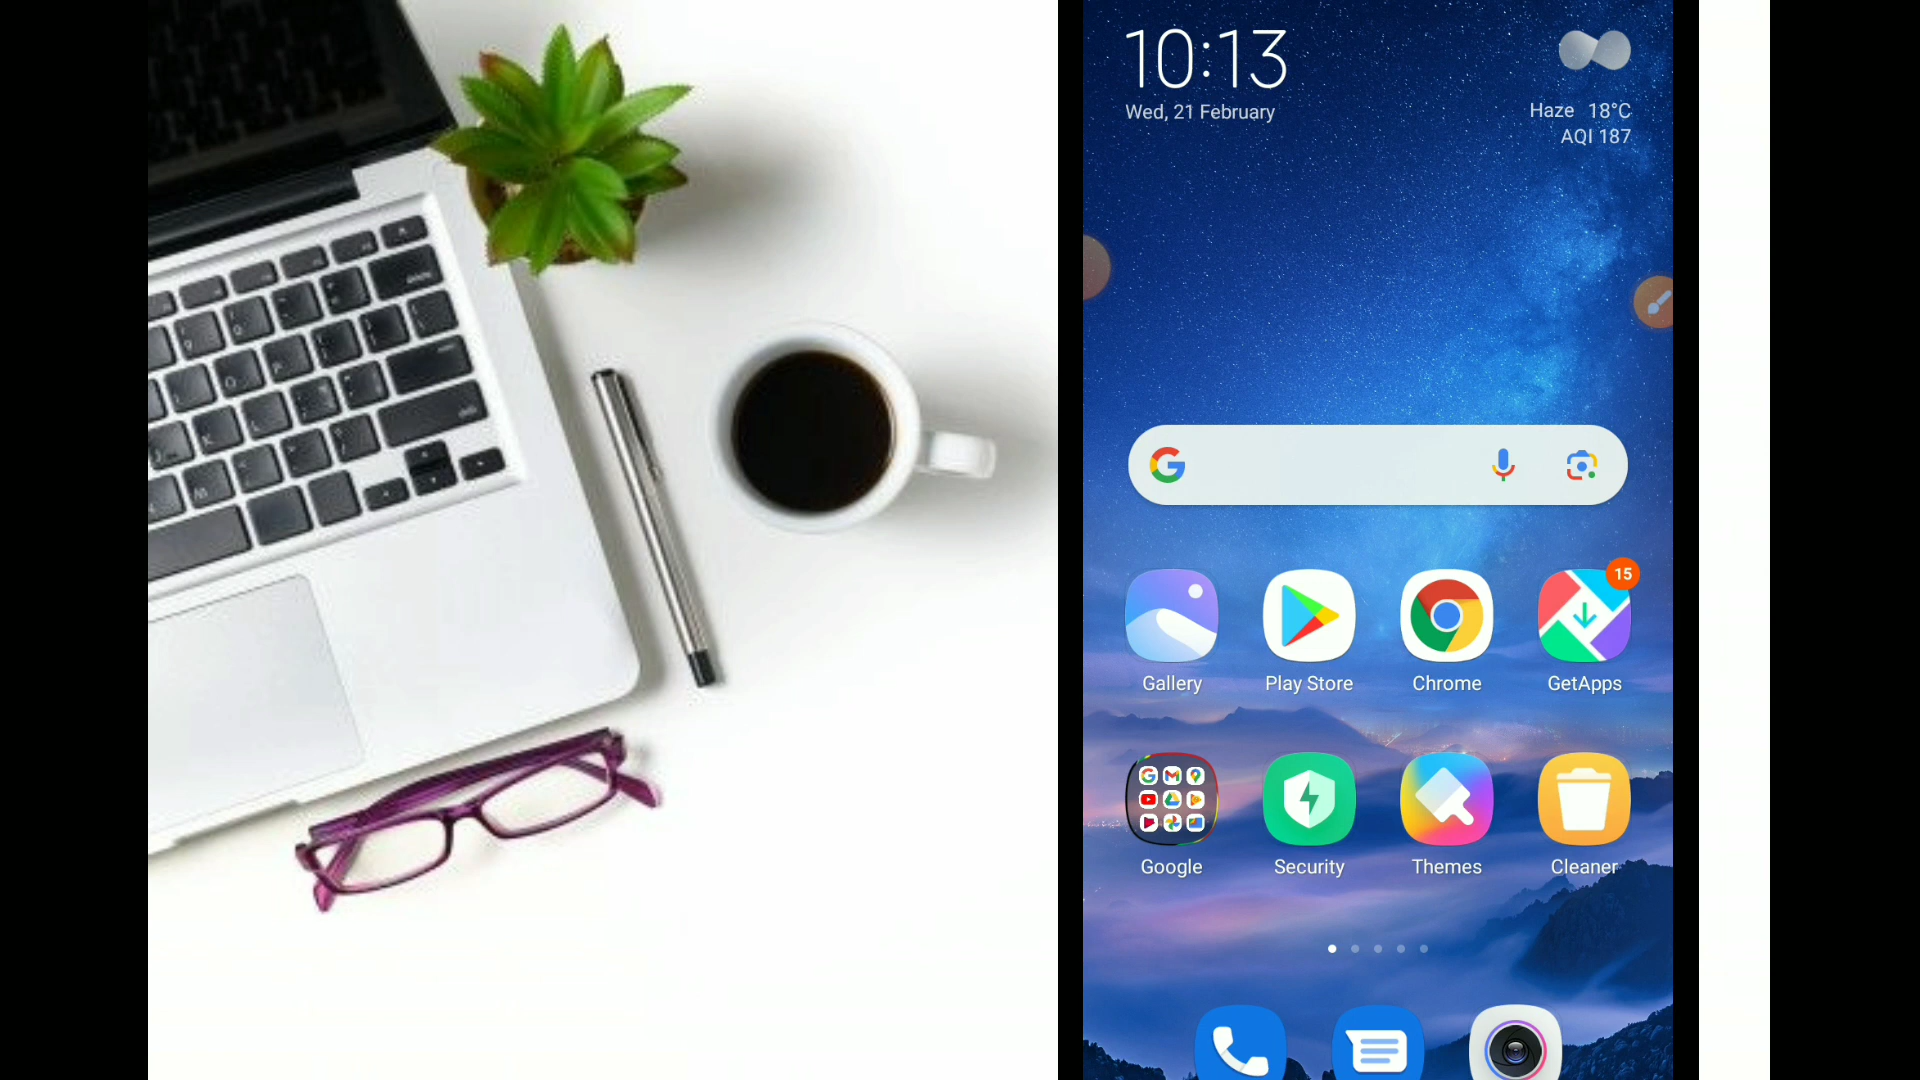 10:13
Wed, 21 February
Haze 18°C
AQI 187
15
Gallery
Play Store
Chrome
GetApps
Google
Security
Themes
Cleaner